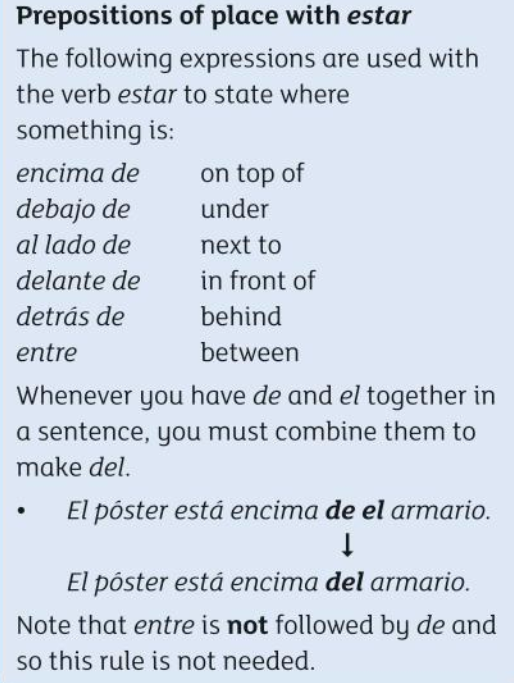 Prepositions of place with estar
The following expressions are used with
the verb estar to state where
something is:
encima de on top of
debajo de under
al lado de next to
delante de in front of
detrás de behind
entre between
Whenever you have de and el together in
a sentence, you must combine them to
make del.
• El póster está encima de el armario.
↓
El póster está encima del armario.
Note that entre is not followed by de and
so this rule is not needed.